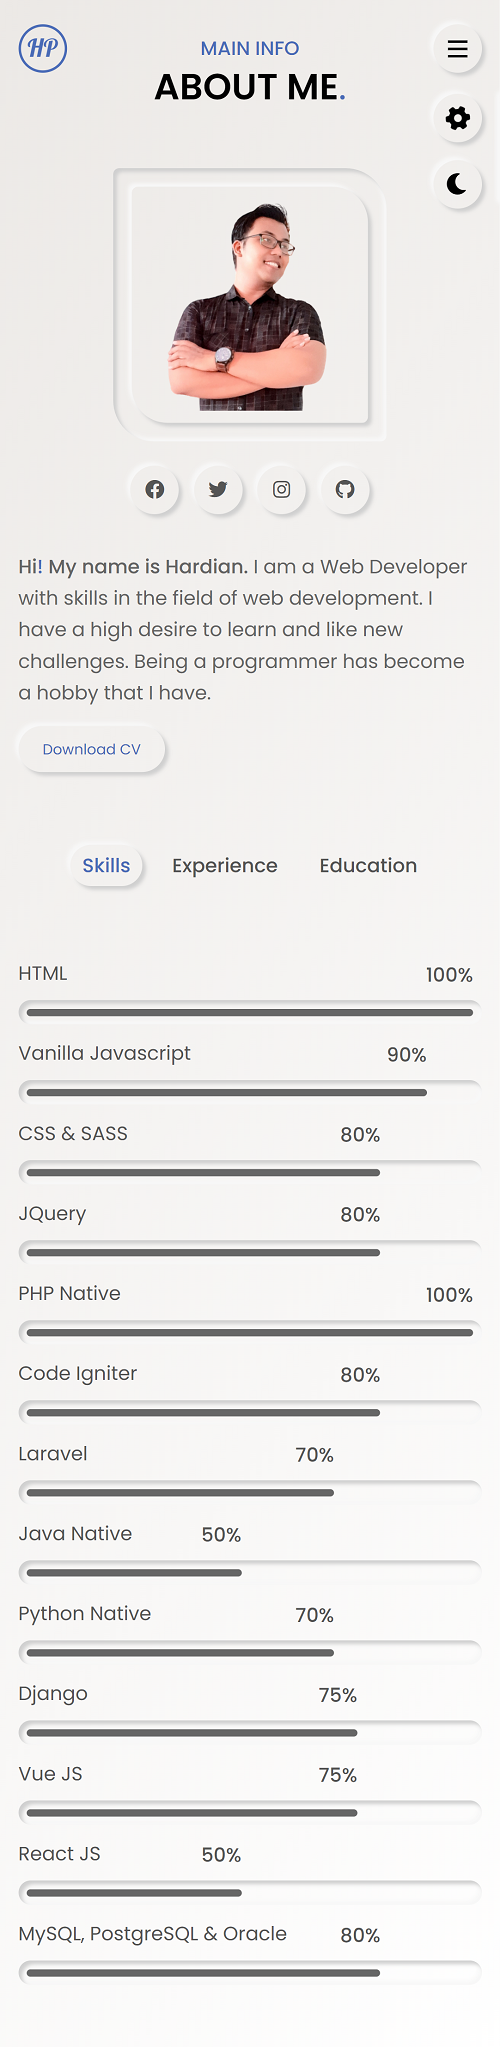 HP
MAIN INFO
ABOUT ME.
Hi! My name is Hardian. I am a Web Developer
with skills in the field of web development. I
have a high desire to learn and like new
challenges. Being a programmer has become
a hobby that I have.
Download CV
Skills Experience Education
HTML 100%
Vanilla Javascript 90%
CSS & SASS 80%
JQuery 80%
PHP Native 100%
Code Igniter 80%
Laravel 70%
Java Native 50%
Python Native 70%
Django 75%
Vue JS 75%
React JS 50%
MySQL, PostgreSQL & Oracle 80%